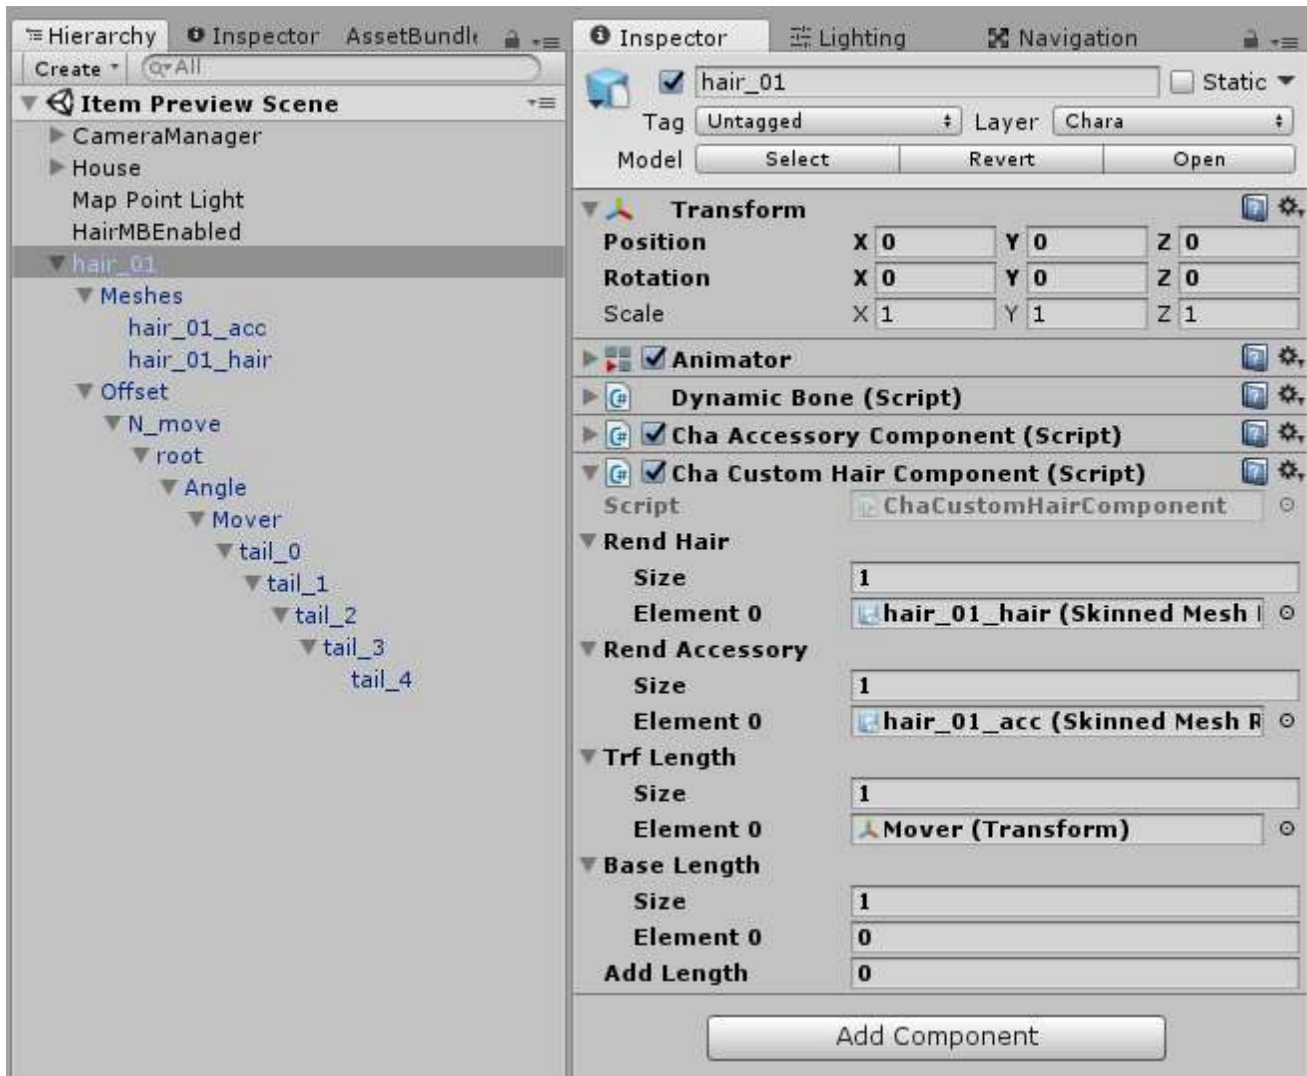 Hierarchy
Inspector
AssetBundle
Create
All
Item Preview Scene
CameraManager
House
Map Point Light
HairMBEnabled
hair_01
Meshes
hair_01_acc
hair_01_hair
Offset
N_move
root
Angle
Mover
tail_0
tail_1
tail_2
tail_3
tail_4
Inspector Lighting Navigation
hair_01 Static
Tag Untagged Layer Chara
Model Select Revert Open
Transform
Position X 0 Y 0 Z 0
Rotation X 0 Y 0 Z 0
Scale X 1 Y 1 Z 1
Animator
Dynamic Bone (Script)
Cha Accessory Component (Script)
Cha Custom Hair Component (Script)
Script ChaCustomHairComponent
Rend Hair
Size 1
Element 0 hair_01_hair (Skinned Mesh
Rend Accessory
Size 1
Element 0 hair_01_acc (Skinned Mesh R
Trf Length
Size 1
Element 0 Mover (Transform)
Base Length
Size 1
Element 0 0
Add Length 0
Add Component